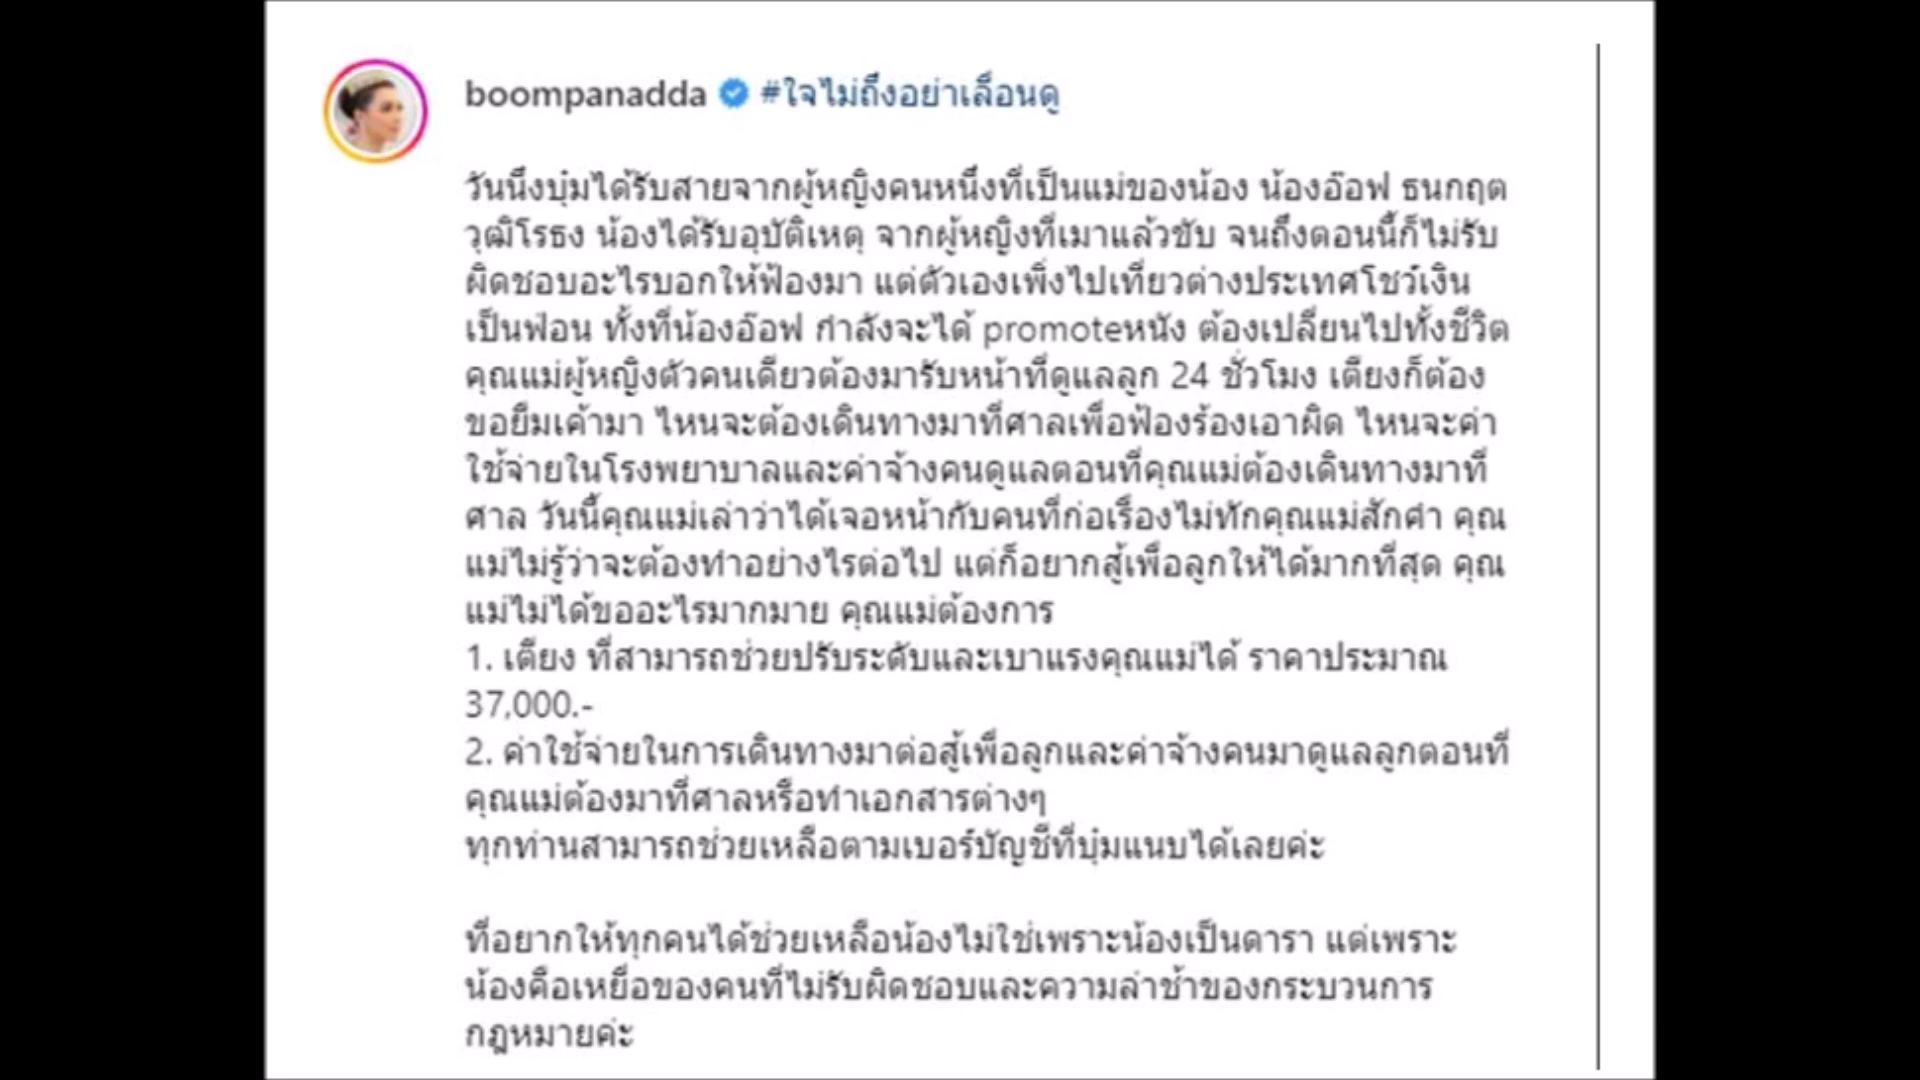 boompanadda #ใจไม่ถึงอย่าเลื่อนดู
วันนึงบุ๋มได้รับสายจากผู้หญิงคนหนึ่งที่เป็นแม่ของน้อง น้องอ๊อฟ ธนกฤต
วุฒิโรธง น้องได้รับอุบัติเหตุ จากผู้หญิงที่เมาแล้วขับ จนถึงตอนนี้ก็ไม่รับ
ผิดชอบอะไรบอกให้ฟ้องมา แต่ตัวเองเพิ่งไปเที่ยวต่างประเทศโชว์เงิน
เป็นฟ่อน ทั้งที่น้องอ๊อฟ กำลังจะได้ promoteหนัง ต้องเปลี่ยนไปทั้งชีวิต
คุณแม่ผู้หญิงตัวคนเดียวต้องมารับหน้าที่ดูแลลูก 24 ชั่วโมง เตียงก็ต้อง
ขอยืมเค้ามา ไหนจะต้องเดินทางมาที่ศาลเพื่อฟ้องร้องเอาผิด ไหนจะค่า
ใช้จ่ายในโรงพยาบาลและค่าจ้างคนดูแลตอนที่คุณแม่ต้องเดินทางมาที่
ศาล วันนี้คุณแม่เล่าว่าได้เจอหน้ากับคนที่ก่อเรื่องไม่ทักคุณแม่สักคำ คุณ
แม่ไม่รู้ว่าจะต้องทำอย่างไรต่อไป แต่ก็อยากสู้เพื่อลูกให้ได้มากที่สุด คุณ
แม่ไม่ได้ขออะไรมากมาย คุณแม่ต้องการ
1. เตียง ที่สามารถช่วยปรับระดับและเบาแรงคุณแม่ได้ ราคาประมาณ
37,000.-
2. ค่าใช้จ่ายในการเดินทางมาต่อสู้เพื่อลูกและค่าจ้างคนมาดูแลลูกตอนที่
คุณแม่ต้องมาที่ศาลหรือทำเอกสารต่างๆ
ทุกท่านสามารถช่วยเหลือตามเบอร์บัญชีที่บุ๋มแนบได้เลยค่ะ
ที่อยากให้ทุกคนได้ช่วยเหลือน้องไม่ใช่เพราะน้องเป็นดารา แต่เพราะ
น้องคือเหยื่อของคนที่ไม่รับผิดชอบและความล่าช้าของกระบวนการ
กฎหมายค่ะ